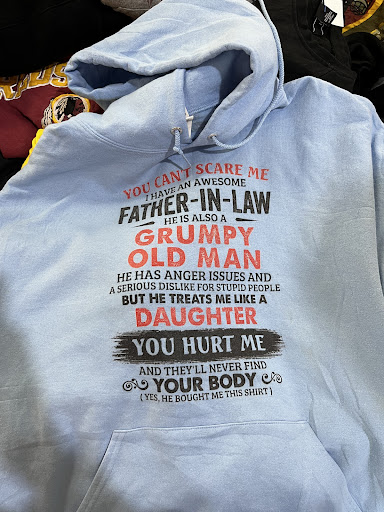 YOU CAN'T SCARE ME
I HAVE AN AWESOME
FATHER-IN-LAW
HE IS ALSO A
GRUMPY
OLD MAN
HE HAS ANGER ISSUES AND
A SERIOUS DISLIKE FOR STUPID PEOPLE
BUT HE TREATS ME LIKE A
DAUGHTER
YOU HURT ME
AND THEY'LL NEVER FIND
YOUR BODY
( YES, HE BOUGHT ME THIS SHIRT )